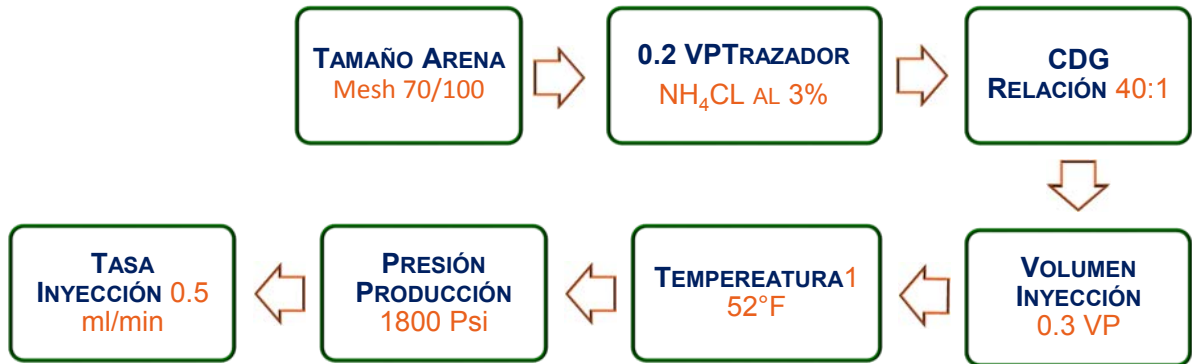 TAMAÑO ARENA
Mesh 70/100
0.2 VPTRAZADOR
NH₄CL AL 3%
CDG
RELACIÓN 40:1
VOLUMEN
INYECCIÓN
0.3 VP
TEMPEREATURA1
52°F
PRESIÓN
PRODUCCIÓN
1800 Psi
TASA
INYECCIÓN 0.5
ml/min